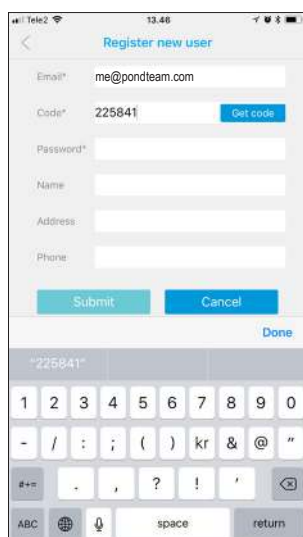 Tele2 13.46
Register new user
Email* me@pondteam.com
Code* 225841 Get code
Password*
Name
Address
Phone
Submit Cancel
Done
"225841"
1 2 3 4 5 6 7 8 9 0
- / : ; ( ) kr & @ "
#+= . , ? ! '
ABC space return